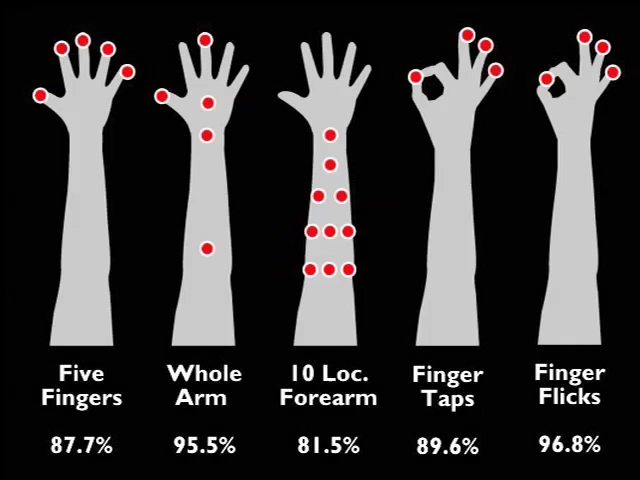 Five
Fingers
87.7%
Whole
Arm
95.5%
10 Loc.
Forearm
81.5%
Finger
Taps
89.6%
Finger
Flicks
96.8%